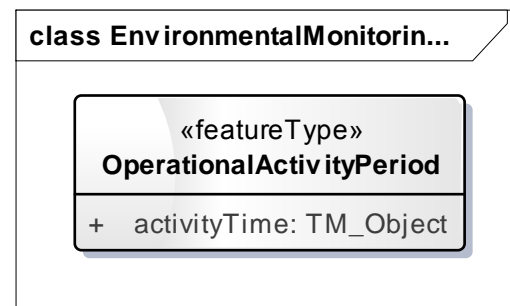 class EnvironmentalMonitorin...
«featureType»
OperationalActivityPeriod
+ activityTime: TM_Object